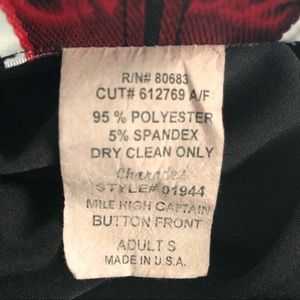 R/N# 80683
CUT# 612769 A/F
95 % POLYESTER
5% SPANDEX
DRY CLEAN ONLY
Charades
STYLE# 01944
MILE HIGH CAPTAIN
BUTTON FRONT
ADULT S
MADE IN U.S.A.